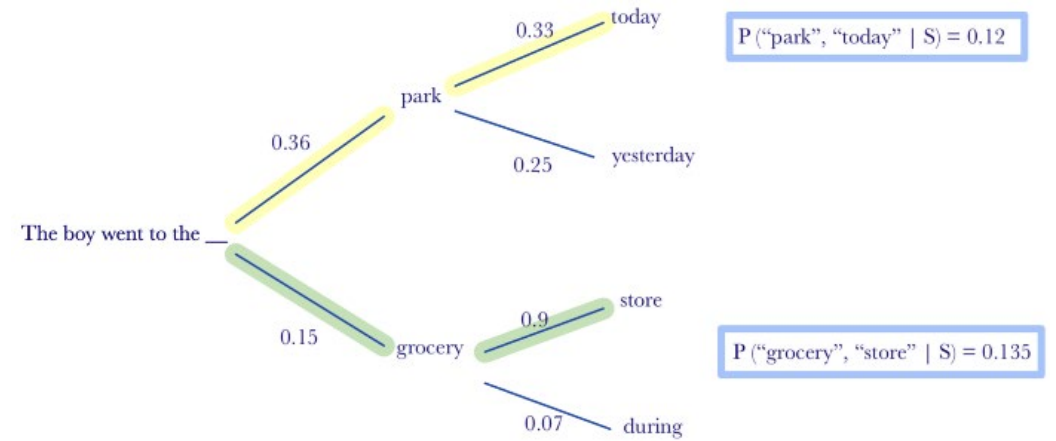 today
0.33
P (“park”, “today” | S) = 0.12
park
0.36
0.25
yesterday
The boy went to the __
store
0.9
0.15
grocery
P (“grocery”, “store” | S) = 0.135
0.07
during